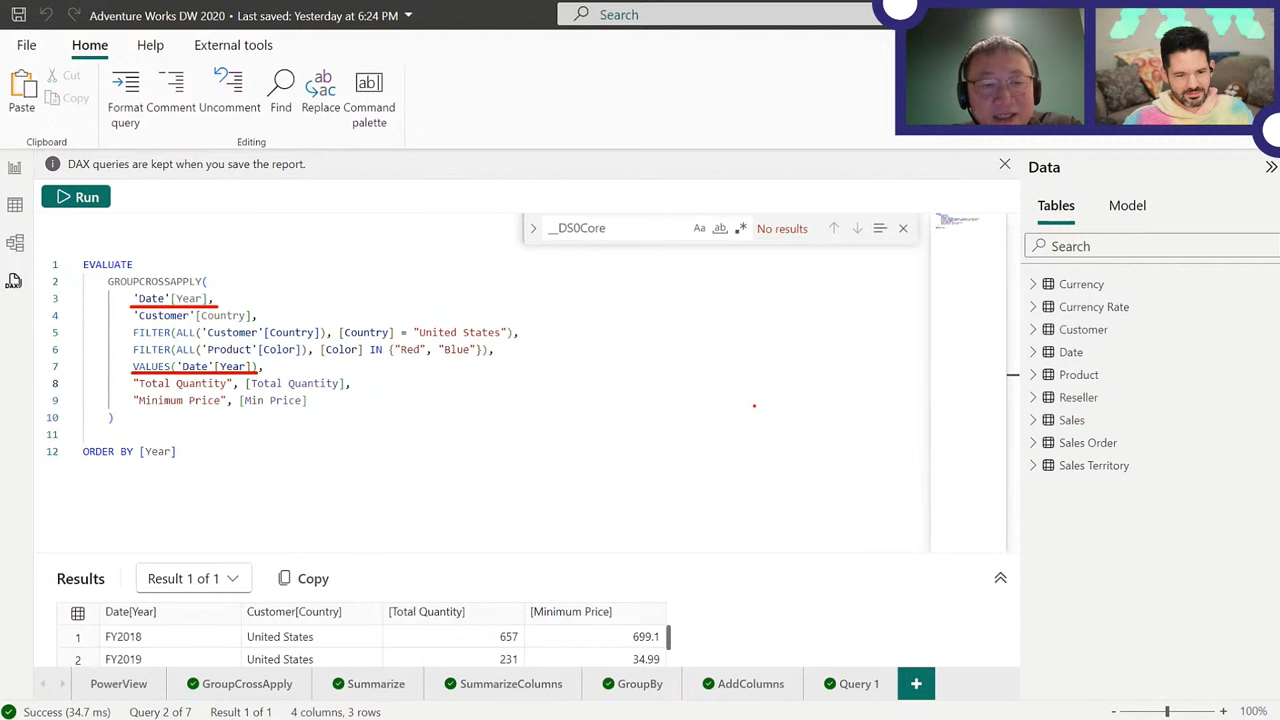 Adventure Works DW 2020 • Last saved: Yesterday at 6:24 PM
Search
File
Home
Help
External tools
Paste
Cut
Copy
Format query
Comment
Uncomment
Find
Replace
Command palette
Clipboard
Editing
DAX queries are kept when you save the report.
Run
__DS0Core
Aa
ab
No results
1 EVALUATE
2 GROUPCROSSAPPLY(
3 'Date'[Year],
4 'Customer'[Country],
5 FILTER(ALL('Customer'[Country]), [Country] = "United States"),
6 FILTER(ALL('Product'[Color]), [Color] IN {"Red", "Blue"}),
7 VALUES('Date'[Year]),
8 "Total Quantity", [Total Quantity],
9 "Minimum Price", [Min Price]
10 )
11
12 ORDER BY [Year]
Data
Tables
Model
Search
Currency
Currency Rate
Customer
Date
Product
Reseller
Sales
Sales Order
Sales Territory
Results
Result 1 of 1
Copy
Date[Year] Customer[Country] [Total Quantity] [Minimum Price]
1 FY2018 United States 657 699.1
2 FY2019 United States 231 34.99
PowerView
GroupCrossApply
Summarize
SummarizeColumns
GroupBy
AddColumns
Query 1
Success (34.7 ms) Query 2 of 7 Result 1 of 1 4 columns, 3 rows
100%